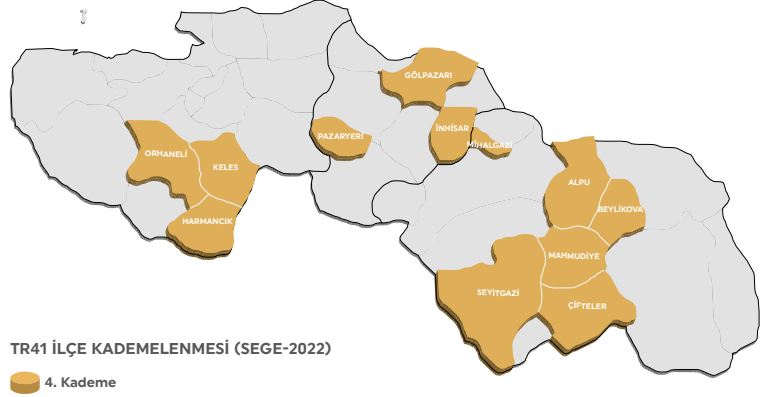 GÖLPAZARI
İNHİSAR
PAZARYERİ
MİHALGAZİ
ORHANELİ
KELES
ALPU
BEYLİKOVA
HARMANCIK
MAHMUDİYE
SEYİTGAZİ
ÇİFTELER
TR41 İLÇE KADEMELENMESİ (SEGE-2022)
4. Kademe